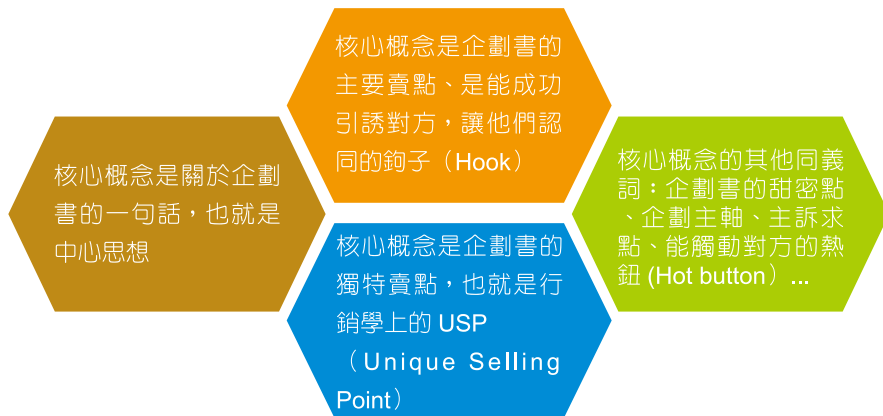 核心概念是企劃書的
主要賣點、是能成功
引誘對方，讓他們認
同的鉤子（Hook）
核心概念是關於企劃
書的一句話，也就是
中心思想
核心概念是企劃書的
獨特賣點，也就是行
銷學上的 USP
（Unique Selling
Point）
核心概念的其他同義
詞：企劃書的甜密點
、企劃主軸、主訴求
點、能觸動對方的熱
鈕 (Hot button）...